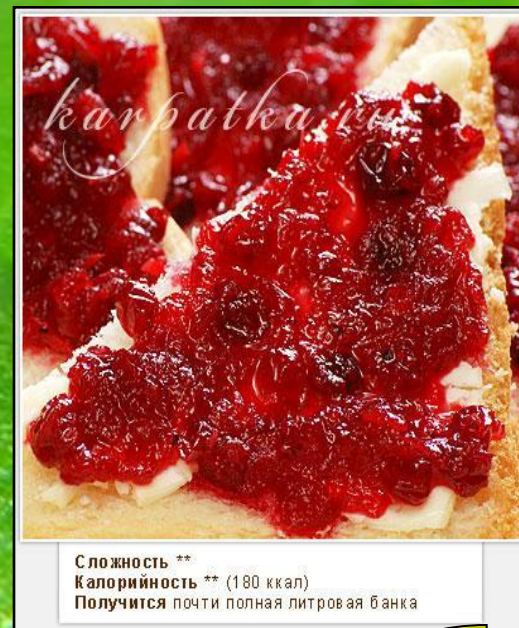 karpatka.ru
Сложность **
Калорийность ** (180 ккал)
Получится почти полная литровая банка